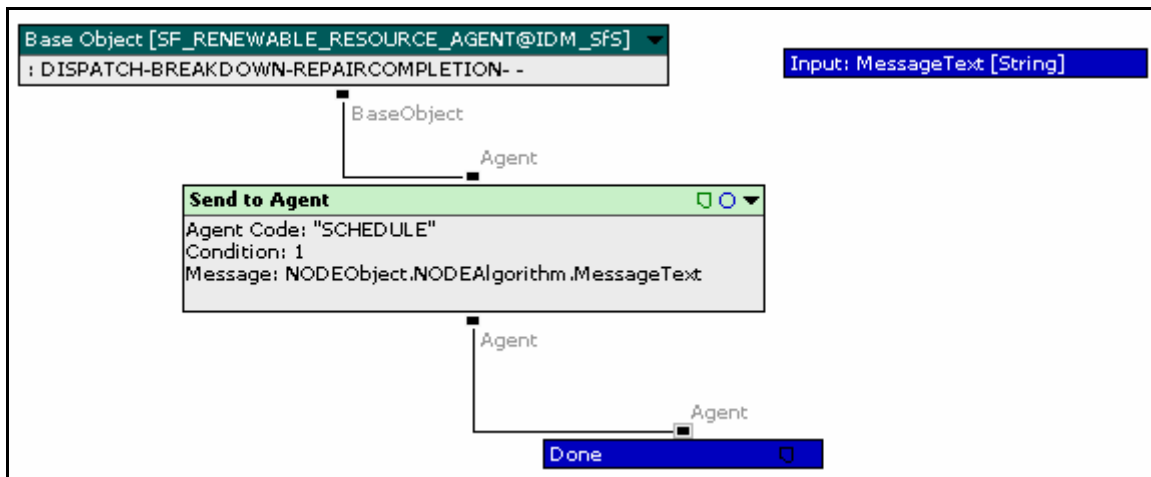 Base Object [SF_RENEWABLE_RESOURCE_AGENT@IDM_SfS]
: DISPATCH-BREAKDOWN-REPAIRCOMPLETION- -
Input: MessageText [String]
BaseObject
Agent
Send to Agent
Agent Code: "SCHEDULE"
Condition: 1
Message: NODEObject.NODEAlgorithm.MessageText
Agent
Agent
Done